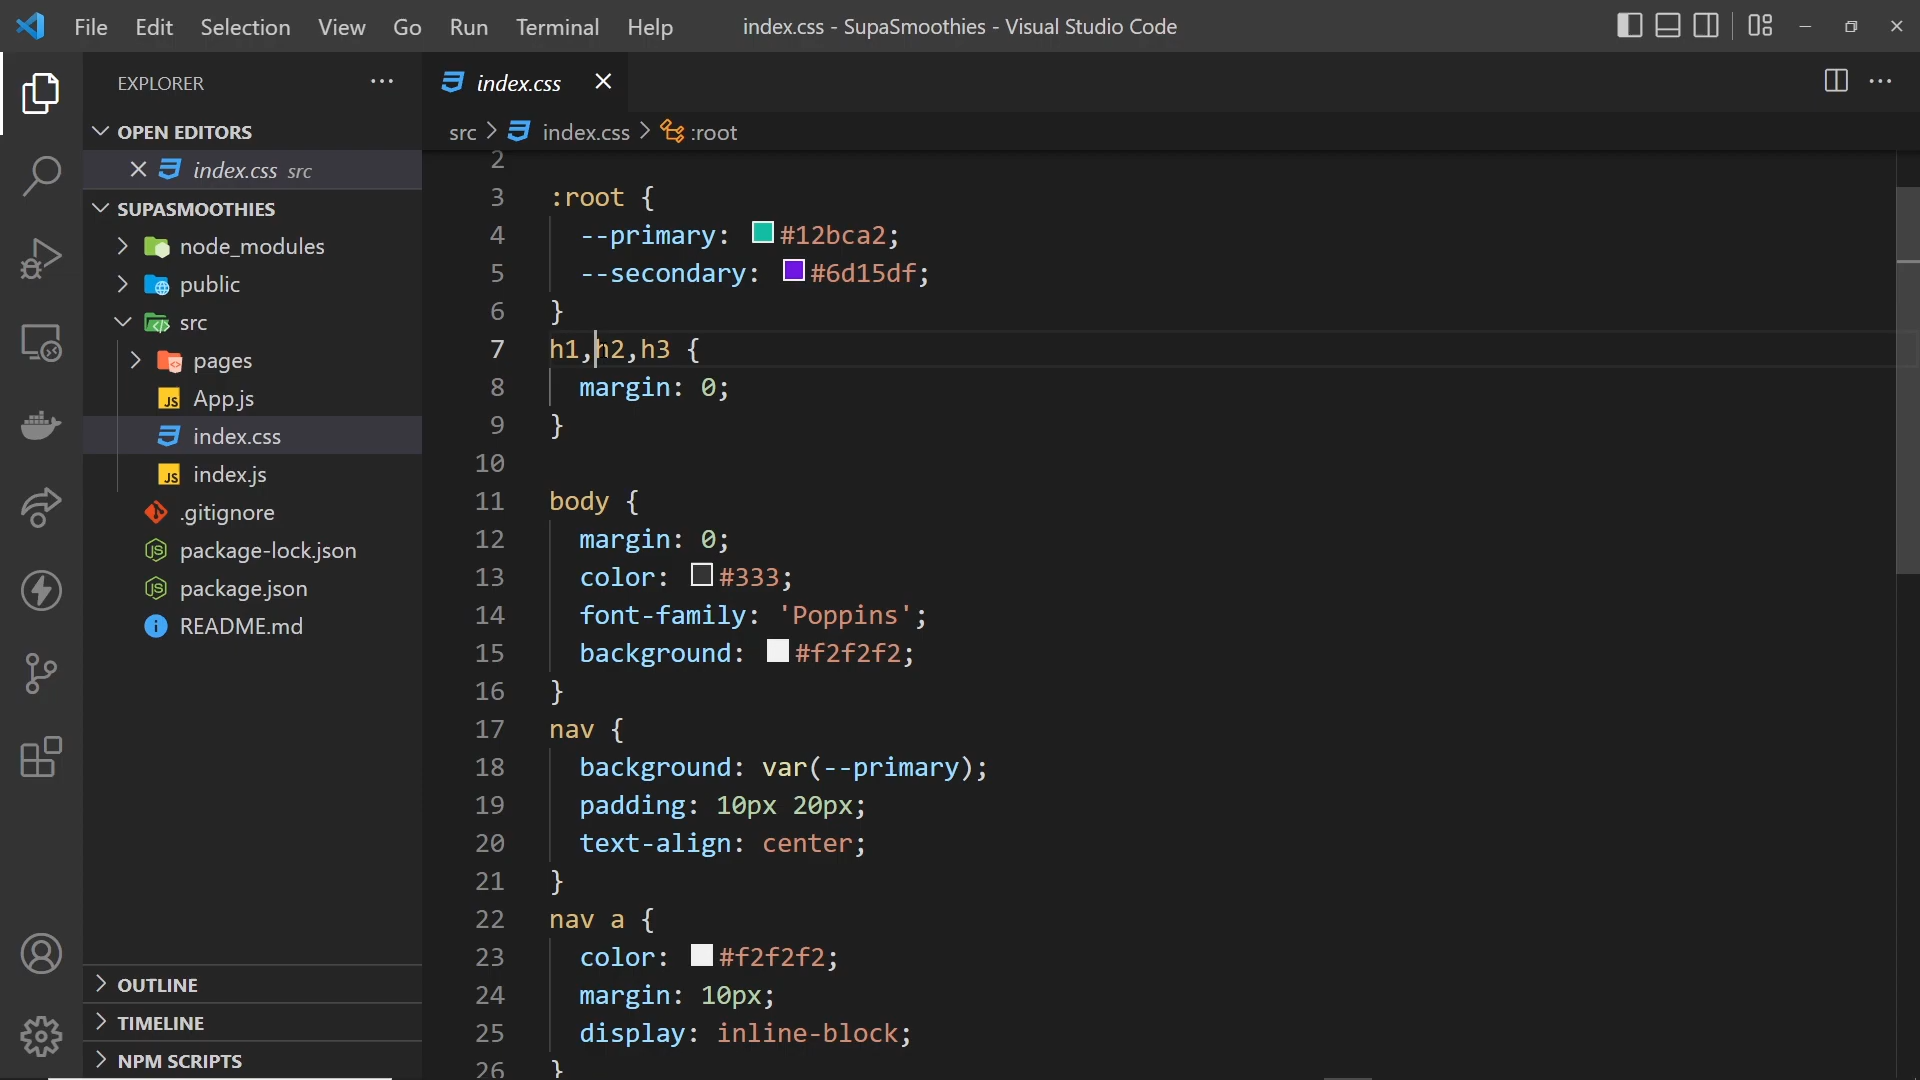 File Edit Selection View Go Run Terminal Help
index.css - SupaSmoothies - Visual Studio Code
EXPLORER
OPEN EDITORS
index.css src
SUPASMOOTHIES
node_modules
public
src
pages
App.js
index.css
index.js
.gitignore
package-lock.json
package.json
README.md
OUTLINE
TIMELINE
NPM SCRIPTS
index.css
src > index.css > :root
2
3 :root {
4 --primary: #12bca2;
5 --secondary: #6d15df;
6 }
7 h1,h2,h3 {
8 margin: 0;
9 }
10
11 body {
12 margin: 0;
13 color: #333;
14 font-family: 'Poppins';
15 background: #f2f2f2;
16 }
17 nav {
18 background: var(--primary);
19 padding: 10px 20px;
20 text-align: center;
21 }
22 nav a {
23 color: #f2f2f2;
24 margin: 10px;
25 display: inline-block;
26 }